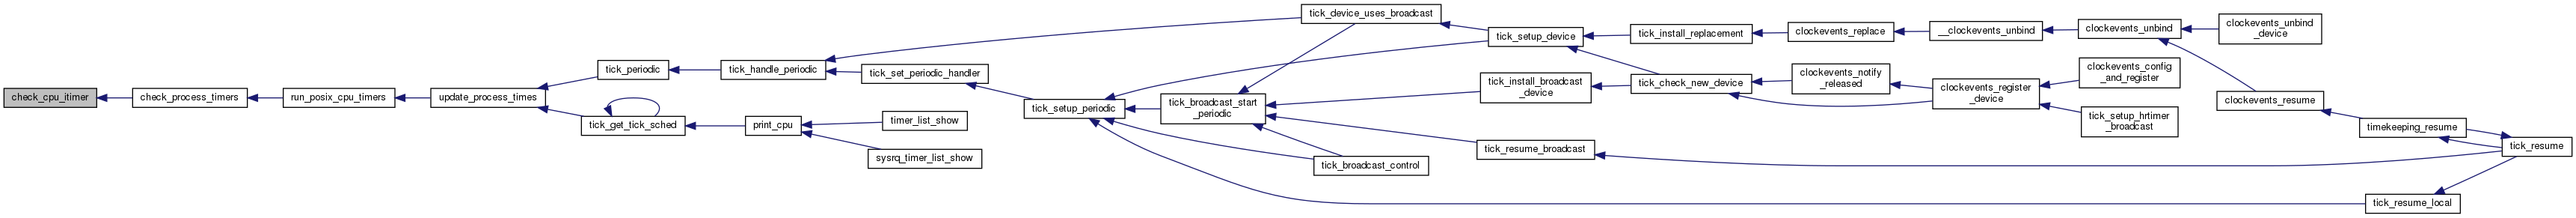 check_cpu_itimer
check_process_timers
run_posix_cpu_timers
update_process_times
tick_periodic
tick_get_tick_sched
tick_handle_periodic
print_cpu
tick_set_periodic_handler
timer_list_show
sysrq_timer_list_show
tick_setup_periodic
tick_device_uses_broadcast
tick_broadcast_start
_periodic
tick_broadcast_control
tick_setup_device
tick_install_broadcast
_device
tick_resume_broadcast
tick_install_replacement
tick_check_new_device
clockevents_replace
clockevents_notify
_released
__clockevents_unbind
clockevents_register
_device
clockevents_unbind
clockevents_config
_and_register
tick_setup_hrtimer
_broadcast
clockevents_unbind
_device
clockevents_resume
timekeeping_resume
tick_resume_local
tick_resume